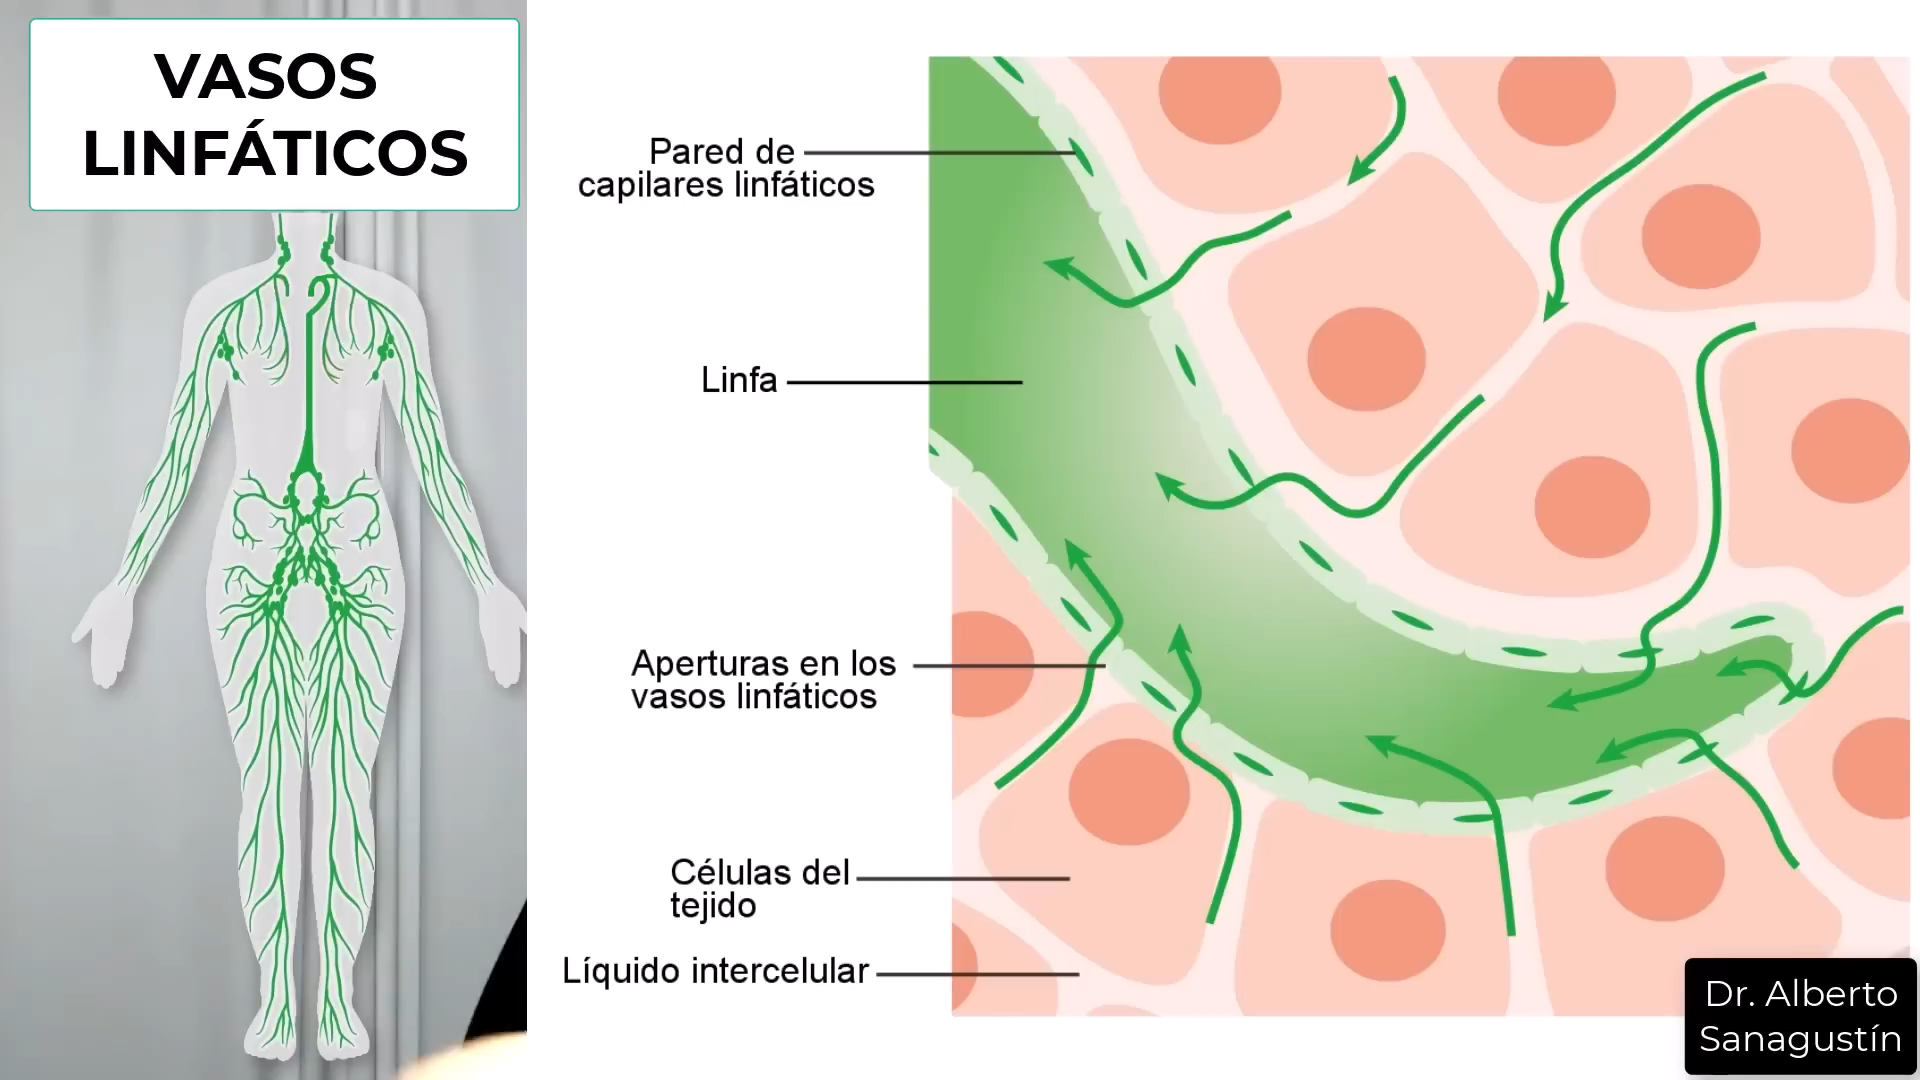 VASOS
LINFÁTICOS
Pared de
capilares linfáticos
Linfa
Aperturas en los
vasos linfáticos
Células del
tejido
Líquido intercelular
Dr. Alberto
Sanagustín